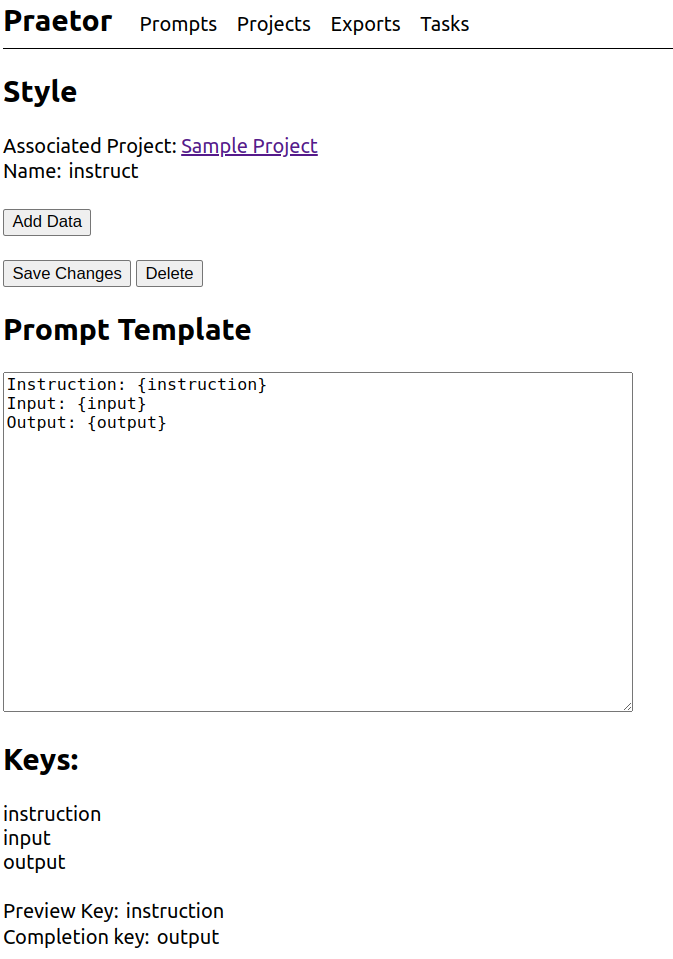 Praetor Prompts Projects Exports Tasks
Style
Associated Project: Sample Project
Name: instruct
Add Data
Save Changes Delete
Prompt Template
Instruction: {instruction}
Input: {input}
Output: {output}
Keys:
instruction
input
output
Preview Key: instruction
Completion key: output